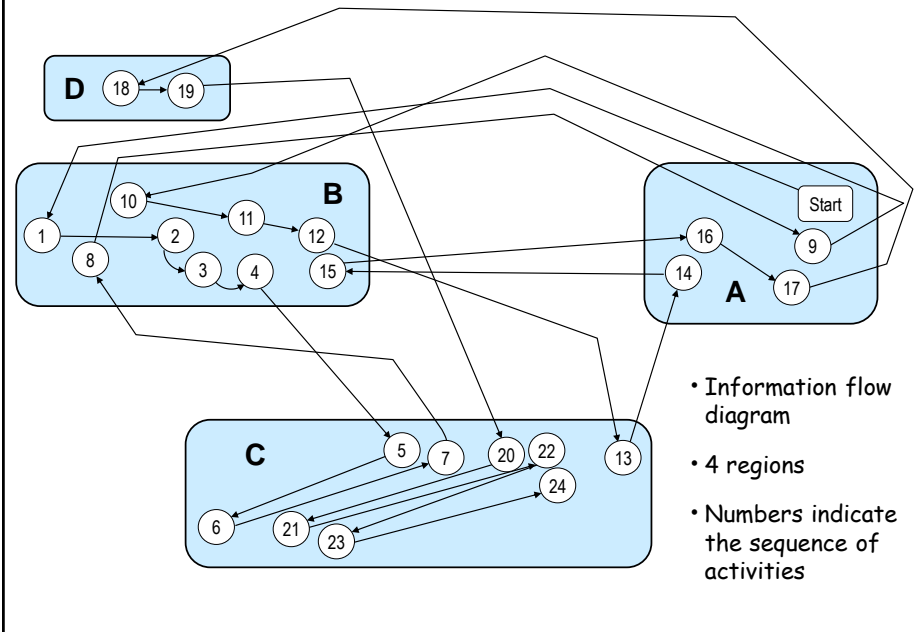 D
18
19
10
B
11
Start
1
2
12
16
9
8
3
4
15
14
A
17
• Information flow
diagram
C
5
7
20
22
13
• 4 regions
24
6
21
23
• Numbers indicate
the sequence of
activities